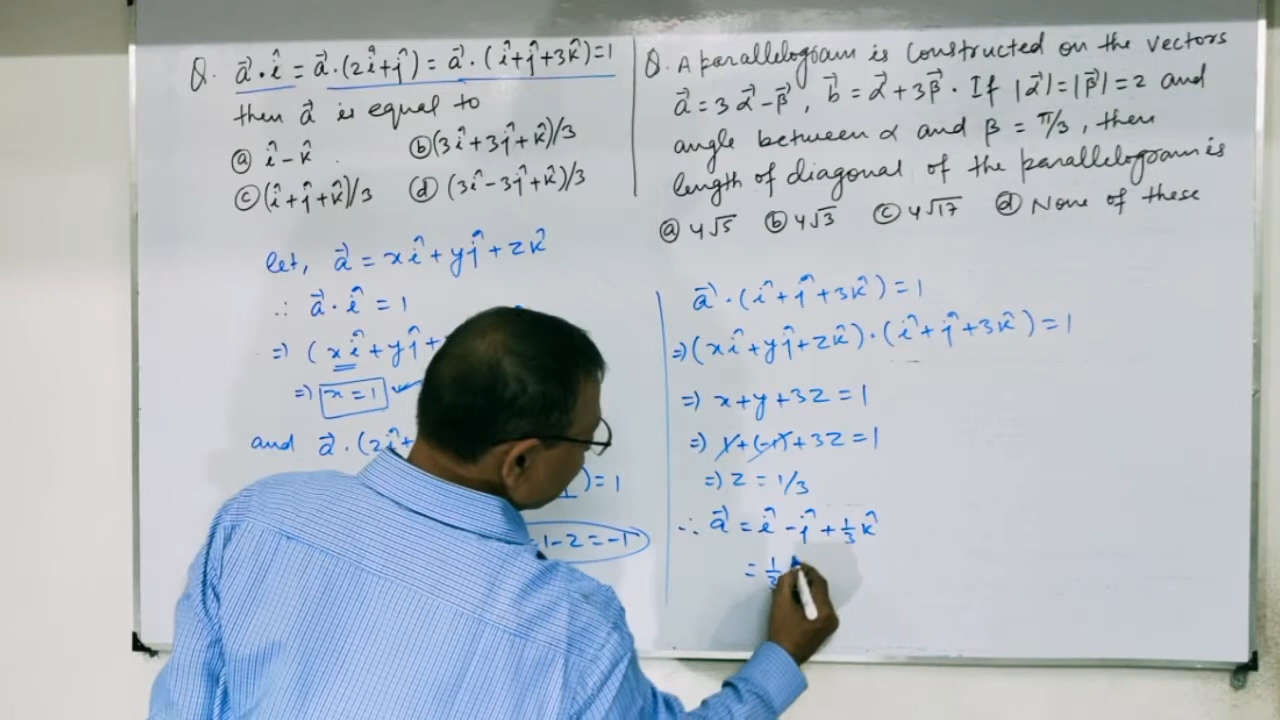 Q. a⃗·î = a⃗·(2î+ĵ) = a⃗·(î+ĵ+3k̂)=1
then a⃗ is equal to
ⓐ î-k̂ ⓑ (3î+3ĵ+k̂)/3
ⓒ (î+ĵ+k̂)/3 ⓓ (3î-3ĵ+k̂)/3
let, a⃗ = xî+yĵ+zk̂
∴ a⃗·î = 1
=) (xî+yĵ+
=) x=1
and a⃗·(2î+
)=1
=1-2=-1
Q. A parallelogram is constructed on the vectors
a⃗=3α⃗-β⃗, b⃗=α⃗+3β⃗. If |α⃗|=|β⃗|=2 and
angle between α and β = π/3, then
length of diagonal of the parallelogram is
ⓐ 4√5 ⓑ 4√3 ⓒ 4√17 ⓓ None of these
a⃗·(î+ĵ+3k̂)=1
=)(xî+yĵ+zk̂)·(î+ĵ+3k̂)=1
=) x+y+3z=1
=) 1+(-1)+3z=1
=) z=1/3
∴ a⃗ = î-ĵ+⅓k̂
=